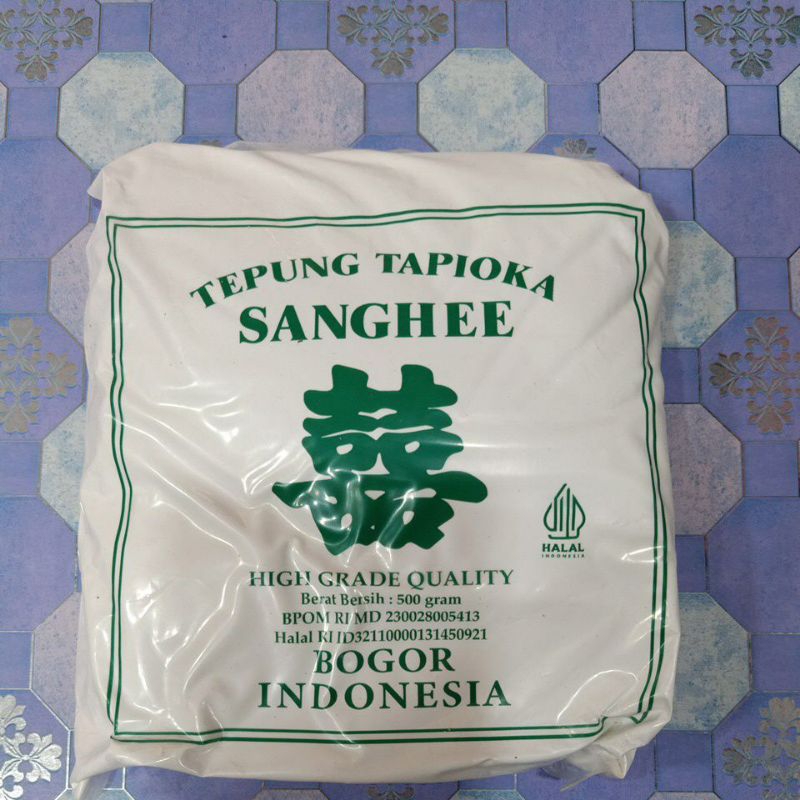 TEPUNG TAPIOKA
SANGHEE
囍
HIGH GRADE QUALITY
Berat Bersih : 500 gram
BPOM RI MD 230028005413
Halal RI ID32110000131450921
BOGOR
INDONESIA
HALAL
INDONESIA